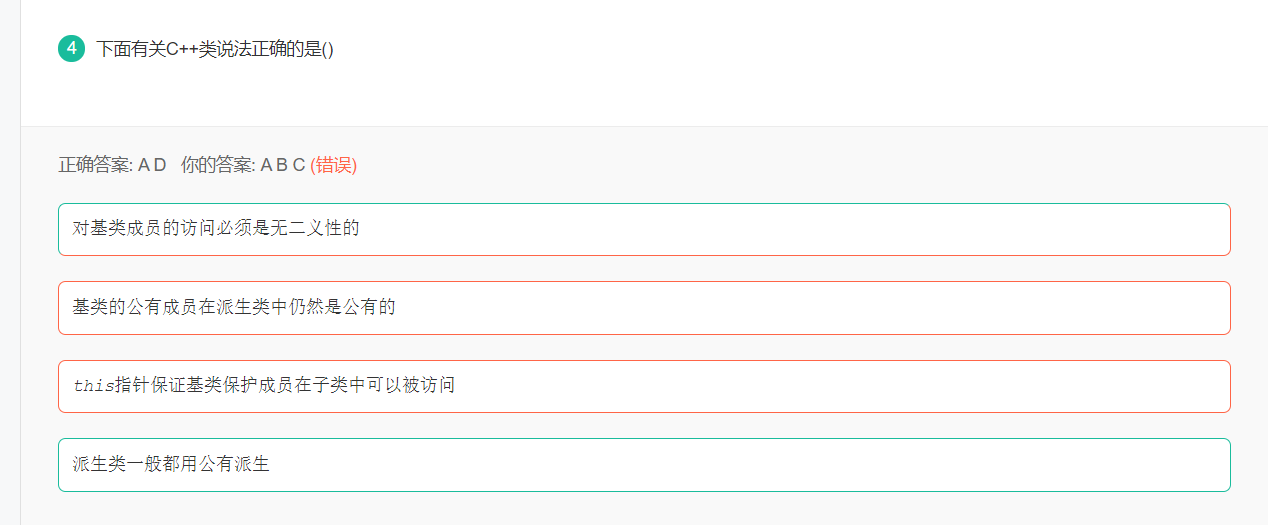 4 下面有关C++类说法正确的是()
正确答案: A D 你的答案: A B C (错误)
对基类成员的访问必须是无二义性的
基类的公有成员在派生类中仍然是公有的
this指针保证基类保护成员在子类中可以被访问
派生类一般都用公有派生